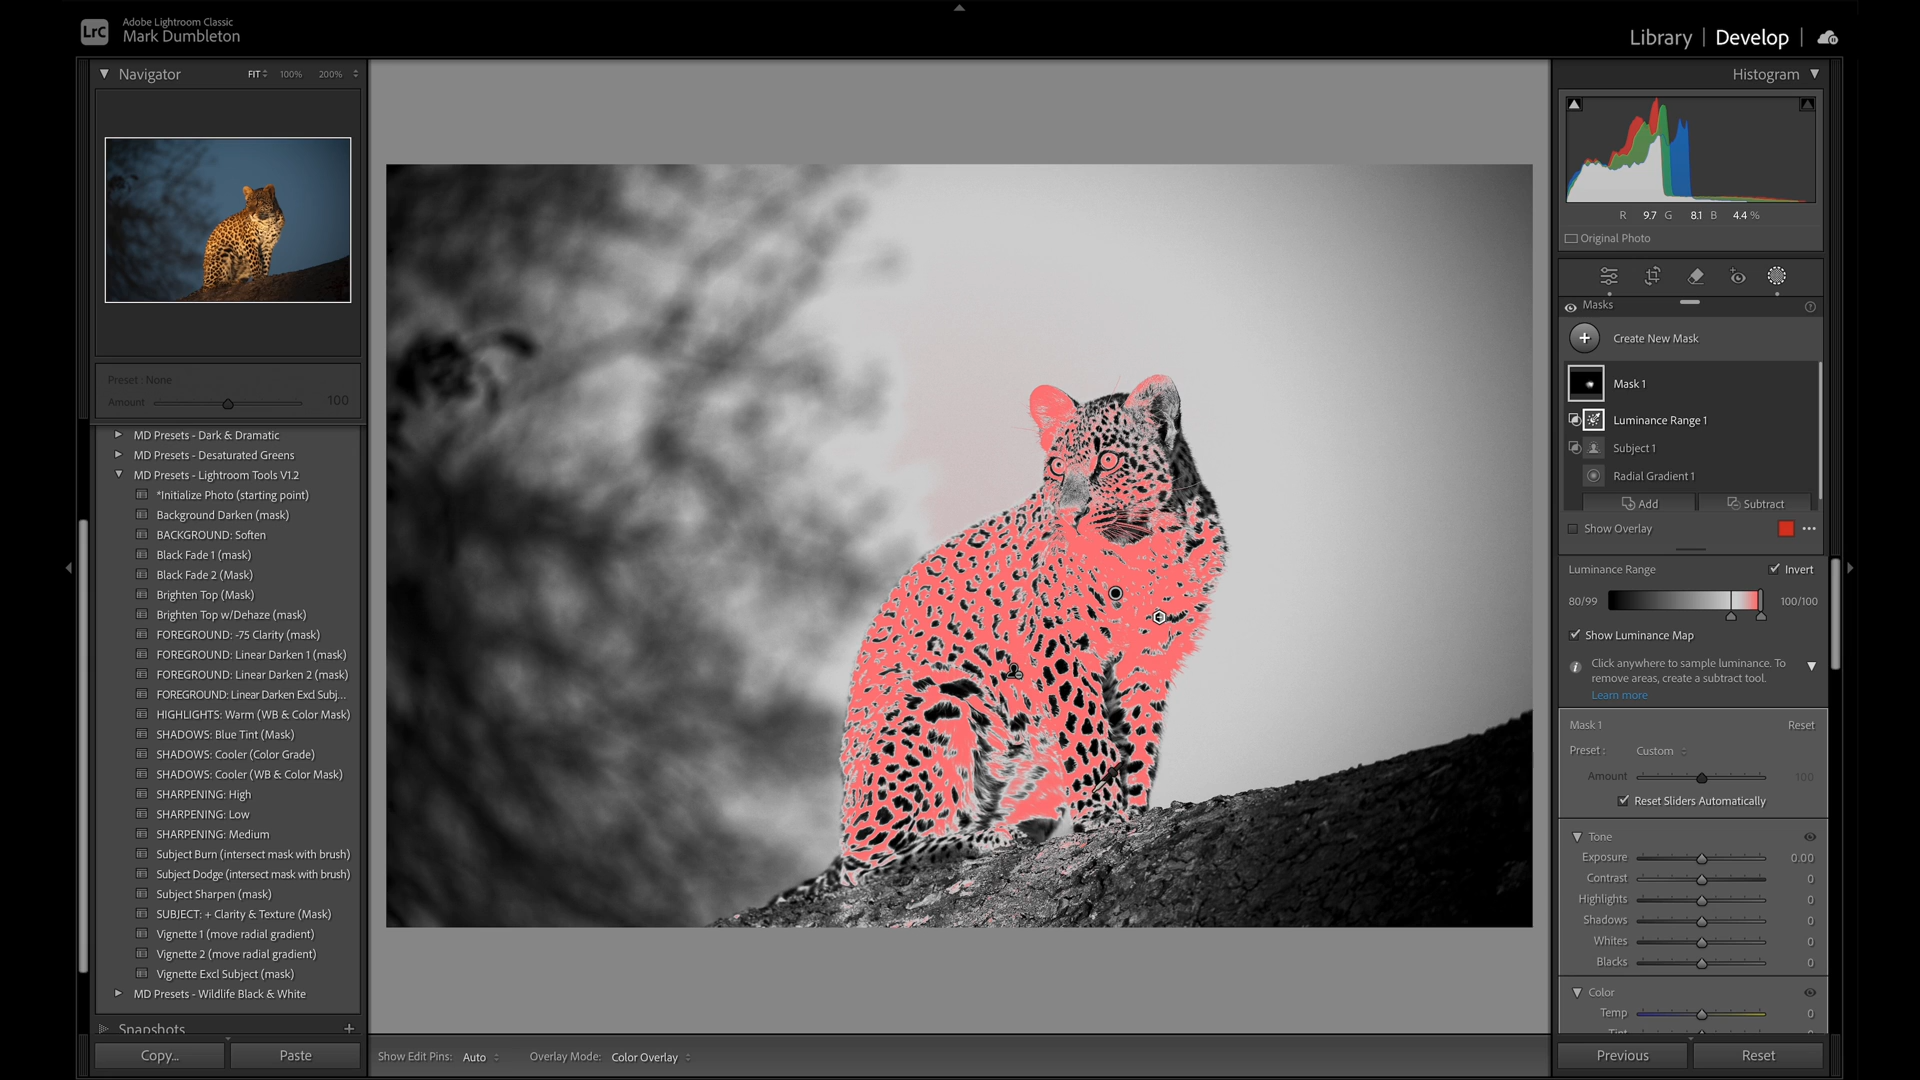 LrC
Adobe Lightroom Classic
Mark Dumbleton
Library | Develop |
Navigator FIT 100% 200%
Preset : None
Amount 100
MD Presets - Dark & Dramatic
MD Presets - Desaturated Greens
MD Presets - Lightroom Tools V1.2
*Initialize Photo (starting point)
Background Darken (mask)
BACKGROUND: Soften
Black Fade 1 (mask)
Black Fade 2 (Mask)
Brighten Top (Mask)
Brighten Top w/Dehaze (mask)
FOREGROUND: -75 Clarity (mask)
FOREGROUND: Linear Darken 1 (mask)
FOREGROUND: Linear Darken 2 (mask)
FOREGROUND: Linear Darken Excl Subj...
HIGHLIGHTS: Warm (WB & Color Mask)
SHADOWS: Blue Tint (Mask)
SHADOWS: Cooler (Color Grade)
SHADOWS: Cooler (WB & Color Mask)
SHARPENING: High
SHARPENING: Low
SHARPENING: Medium
Subject Burn (intersect mask with brush)
Subject Dodge (intersect mask with brush)
Subject Sharpen (mask)
SUBJECT: + Clarity & Texture (Mask)
Vignette 1 (move radial gradient)
Vignette 2 (move radial gradient)
Vignette Excl Subject (mask)
MD Presets - Wildlife Black & White
Snapshots +
Copy... Paste
Show Edit Pins: Auto Overlay Mode: Color Overlay
Histogram
R 9.7 G 8.1 B 4.4 %
Original Photo
Masks
Create New Mask
Mask 1
Luminance Range 1
Subject 1
Radial Gradient 1
Add Subtract
Show Overlay
Luminance Range Invert
80/99 100/100
Show Luminance Map
Click anywhere to sample luminance. To
remove areas, create a subtract tool.
Learn more
Mask 1 Reset
Preset : Custom
Amount 100
Reset Sliders Automatically
Tone
Exposure 0.00
Contrast 0
Highlights 0
Shadows 0
Whites 0
Blacks 0
Color
Temp 0
Tint
Previous Reset